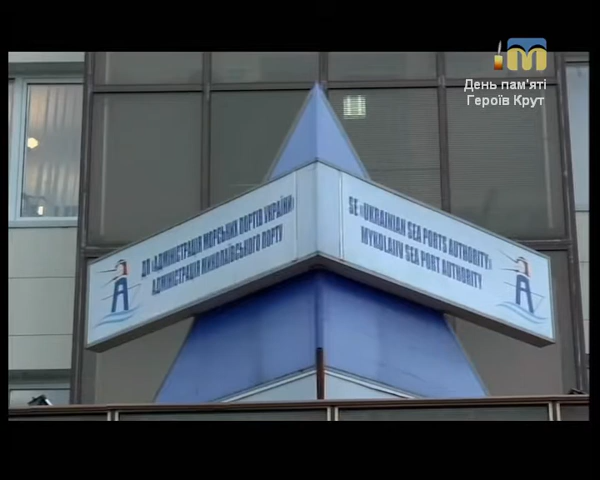 ім
День пам'яті
Героїв Крут
ДП «АДМІНІСТРАЦІЯ МОРСЬКИХ ПОРТІВ УКРАЇНИ»
АДМІНІСТРАЦІЯ МИКОЛАЇВСЬКОГО ПОРТУ
SE «UKRAINIAN SEA PORTS AUTHORITY»
MYKOLAIV SEA PORT AUTHORITY